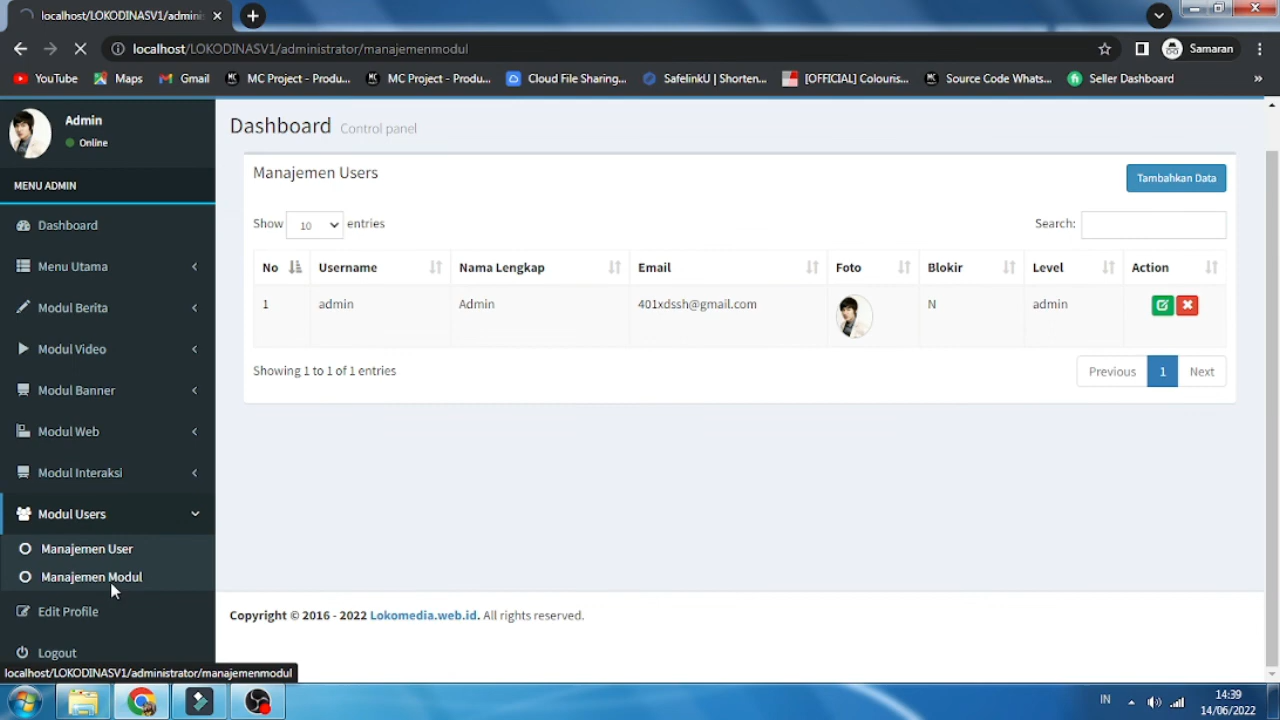 localhost/LOKODINASV1/admini
localhost/LOKODINASV1/administrator/manajemenmodul
Samaran
YouTube
Maps
Gmail
MC Project - Produ...
MC Project - Produ...
Cloud File Sharing...
SafelinkU | Shorten...
[OFFICIAL] Colouris...
Source Code Whats...
Seller Dashboard
»
Admin
Online
MENU ADMIN
Dashboard
Menu Utama
Modul Berita
Modul Video
Modul Banner
Modul Web
Modul Interaksi
Modul Users
Manajemen User
Manajemen Modul
Edit Profile
Logout
Dashboard Control panel
Manajemen Users
Tambahkan Data
Show 10 entries
Search:
No Username Nama Lengkap Email Foto Blokir Level Action
1 admin Admin 401xdssh@gmail.com N admin
Showing 1 to 1 of 1 entries
Previous 1 Next
Copyright © 2016 - 2022 Lokomedia.web.id. All rights reserved.
localhost/LOKODINASV1/administrator/manajemenmodul
IN
14:39
14/06/2022